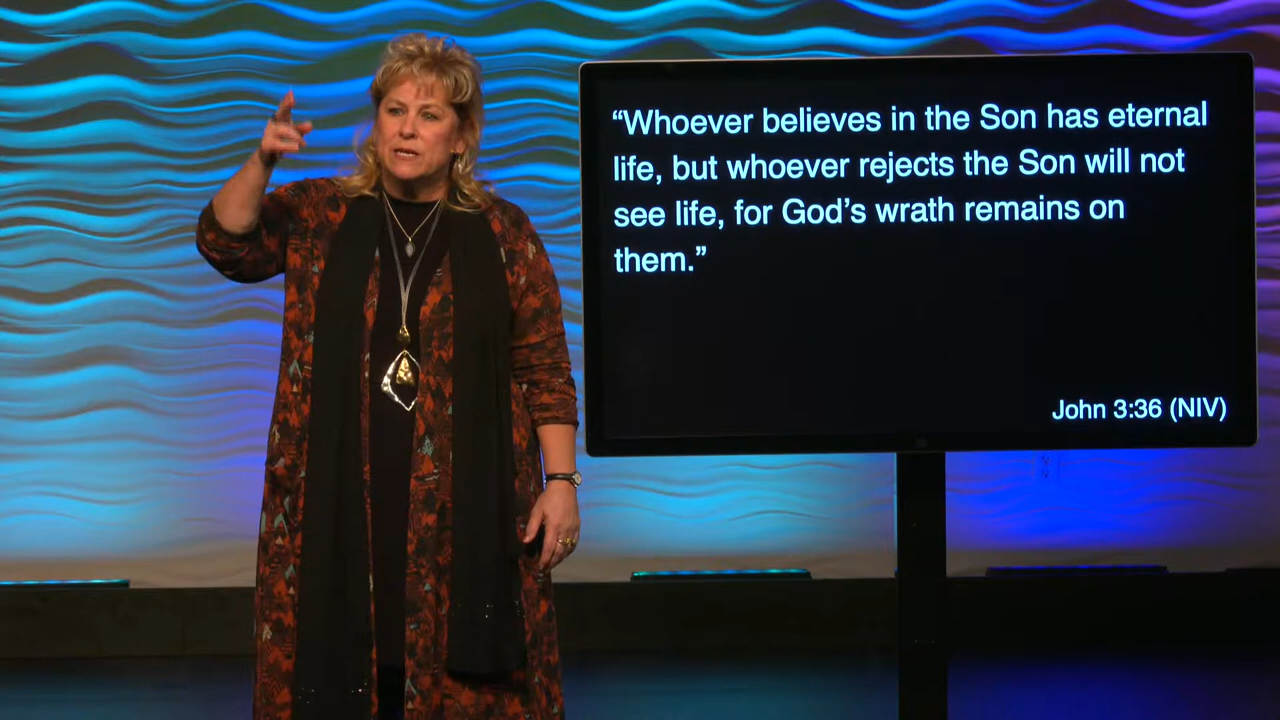 “Whoever believes in the Son has eternal
life, but whoever rejects the Son will not
see life, for God’s wrath remains on
them.”
John 3:36 (NIV)